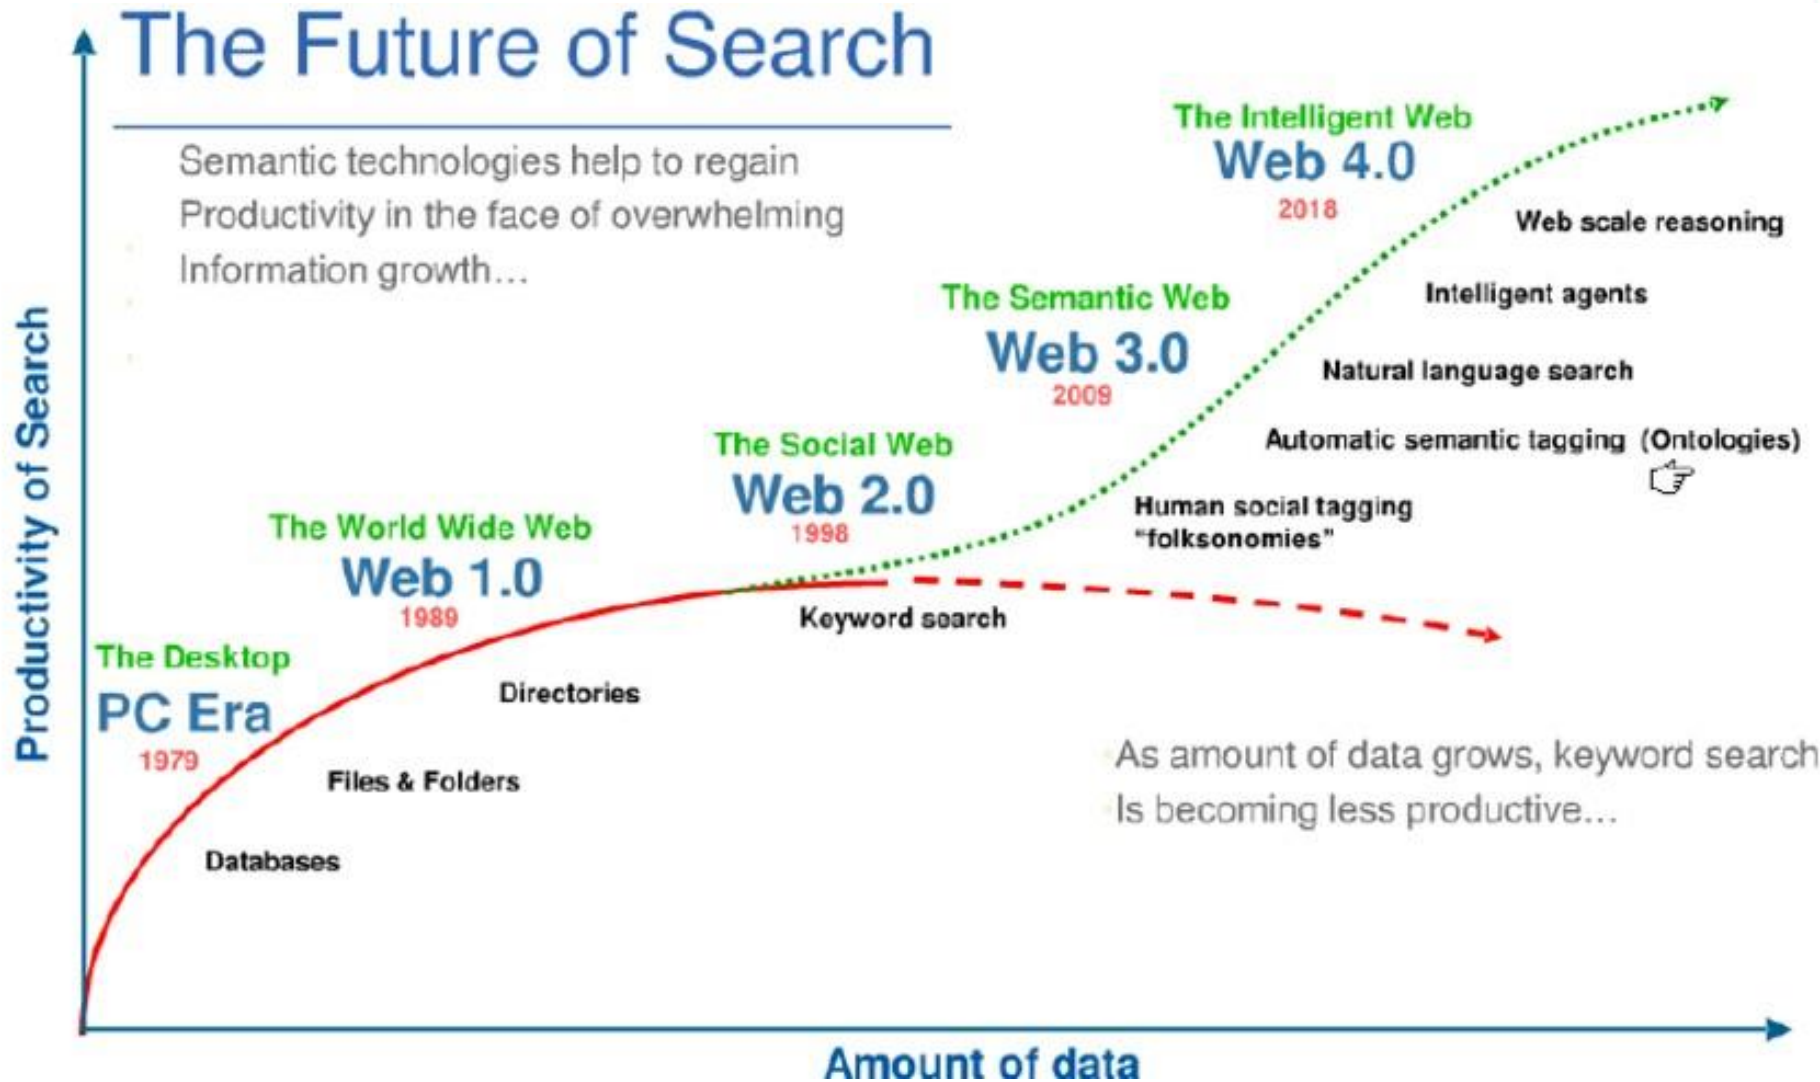 The Future of Search
Semantic technologies help to regain
Productivity in the face of overwhelming
Information growth...
The Intelligent Web
Web 4.0
2018
Web scale reasoning
Intelligent agents
The Semantic Web
Web 3.0
2009
Natural language search
Automatic semantic tagging (Ontologies)
The Social Web
Web 2.0
1998
Human social tagging
"folksonomies"
The World Wide Web
Web 1.0
1989
Keyword search
The Desktop
PC Era
1979
Directories
Files & Folders
Databases
As amount of data grows, keyword search
Is becoming less productive...
Productivity of Search
Amount of data